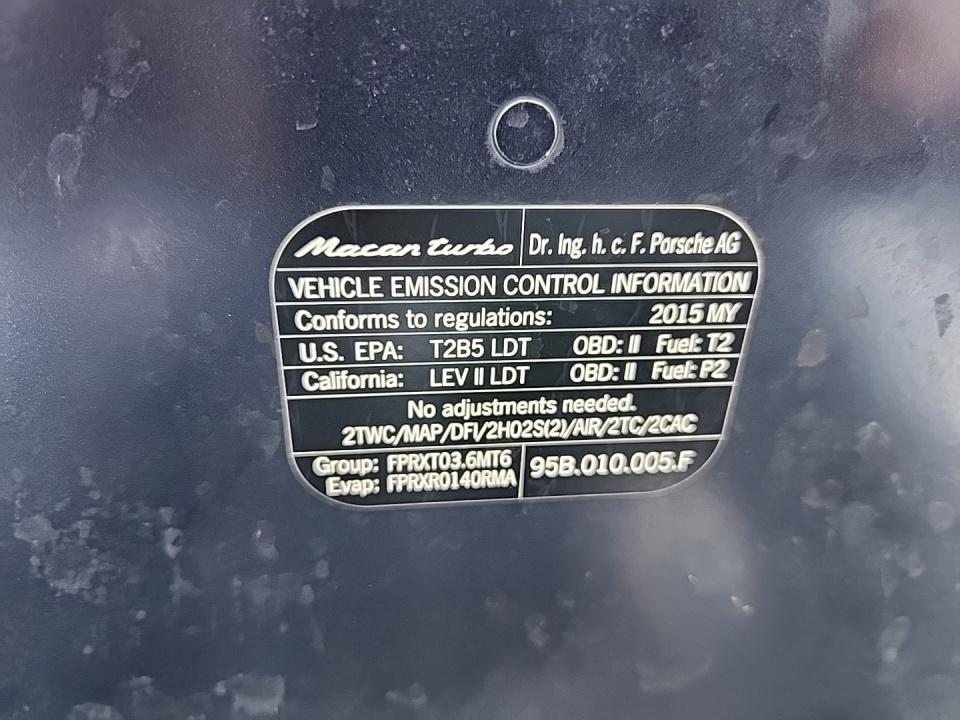 Macan turbo Dr. Ing. h. c. F. Porsche AG
VEHICLE EMISSION CONTROL INFORMATION
Conforms to regulations: 2015 MY
U.S. EPA: T2B5 LDT OBD: II Fuel: T2
California: LEV II LDT OBD: II Fuel: P2
No adjustments needed.
2TWC/MAP/DFI/2HO2S(2)/AIR/2TC/2CAC
Group: FPRXT03.6MT6
Evap: FPRXR0140RMA
95B.010.005.F